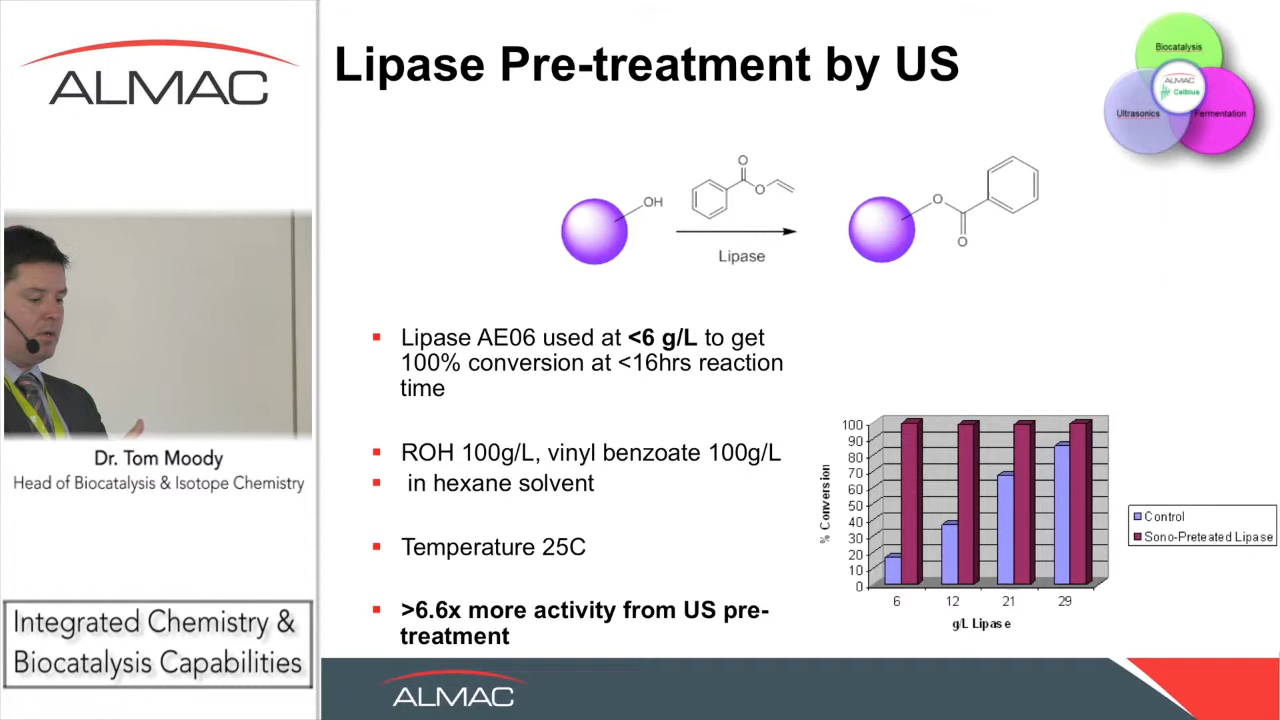 ALMAC
Lipase Pre-treatment by US
Biocatalysis
ALMAC
Celbius
Ultrasonics
Fermentation
OH
O
O
Lipase
O
O
Lipase AE06 used at <6 g/L to get
100% conversion at <16hrs reaction
time
ROH 100g/L, vinyl benzoate 100g/L
in hexane solvent
Temperature 25C
>6.6x more activity from US pre-
treatment
% Conversion
100
90
80
70
60
50
40
30
20
10
0
6 12 21 29
g/L Lipase
Control
Sono-Preteated Lipase
Dr. Tom Moody
Head of Biocatalysis & Isotope Chemistry
Integrated Chemistry &
Biocatalysis Capabilities
ALMAC